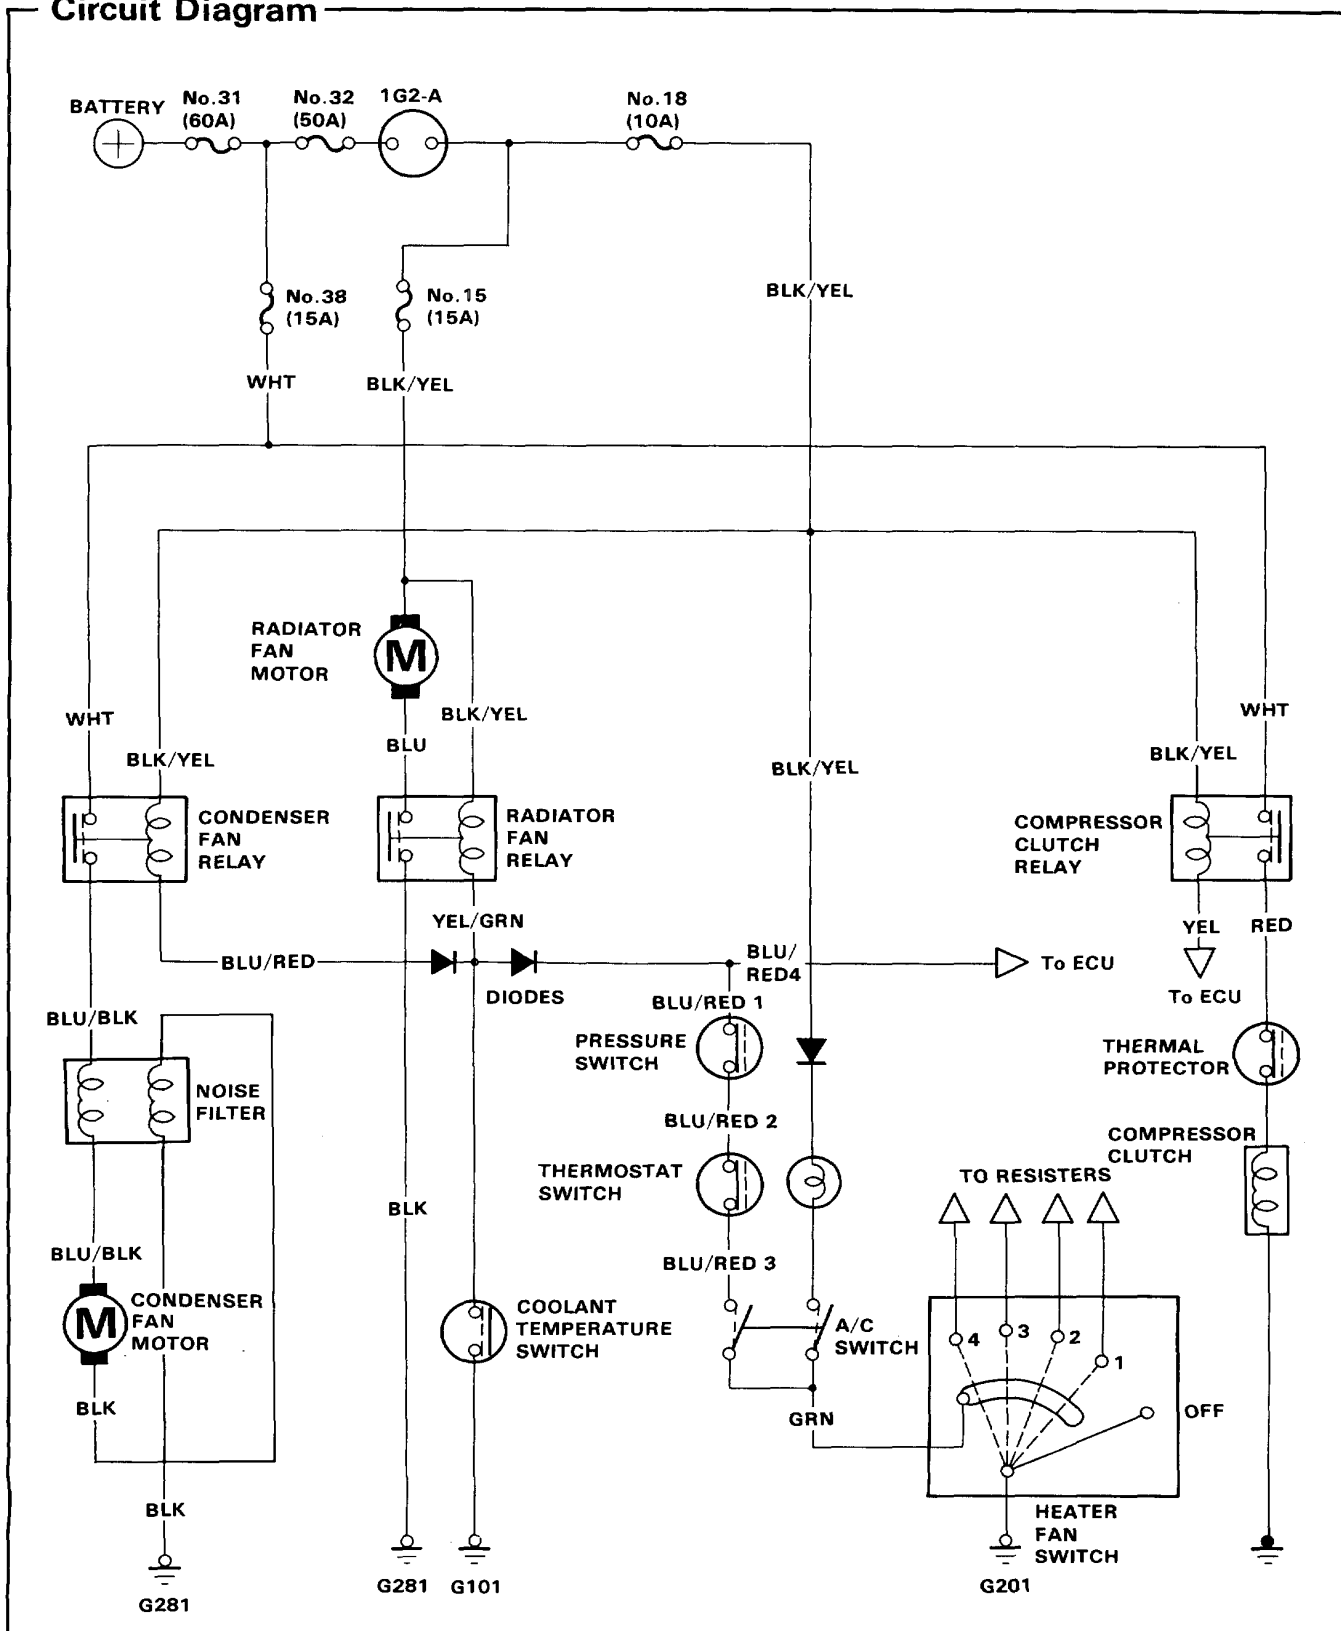 Circuit Diagram
BATTERY
No.31
(60A)
No.32
(50A)
1G2-A
No.18
(10A)
No.38
(15A)
No.15
(15A)
BLK/YEL
WHT
BLK/YEL
RADIATOR
FAN
MOTOR
M
WHT
BLK/YEL
BLU
BLK/YEL
BLK/YEL
BLK/YEL
WHT
CONDENSER
FAN
RELAY
RADIATOR
FAN
RELAY
COMPRESSOR
CLUTCH
RELAY
YEL/GRN
YEL
RED
BLU/RED
DIODES
BLU/
RED4
To ECU
To ECU
BLU/RED 1
BLU/BLK
PRESSURE
SWITCH
THERMAL
PROTECTOR
NOISE
FILTER
BLU/RED 2
COMPRESSOR
CLUTCH
THERMOSTAT
SWITCH
TO RESISTERS
BLK
BLU/BLK
BLU/RED 3
M
CONDENSER
FAN
MOTOR
COOLANT
TEMPERATURE
SWITCH
A/C
SWITCH
4
3
2
1
OFF
BLK
GRN
BLK
HEATER
FAN
SWITCH
G281
G281
G101
G201